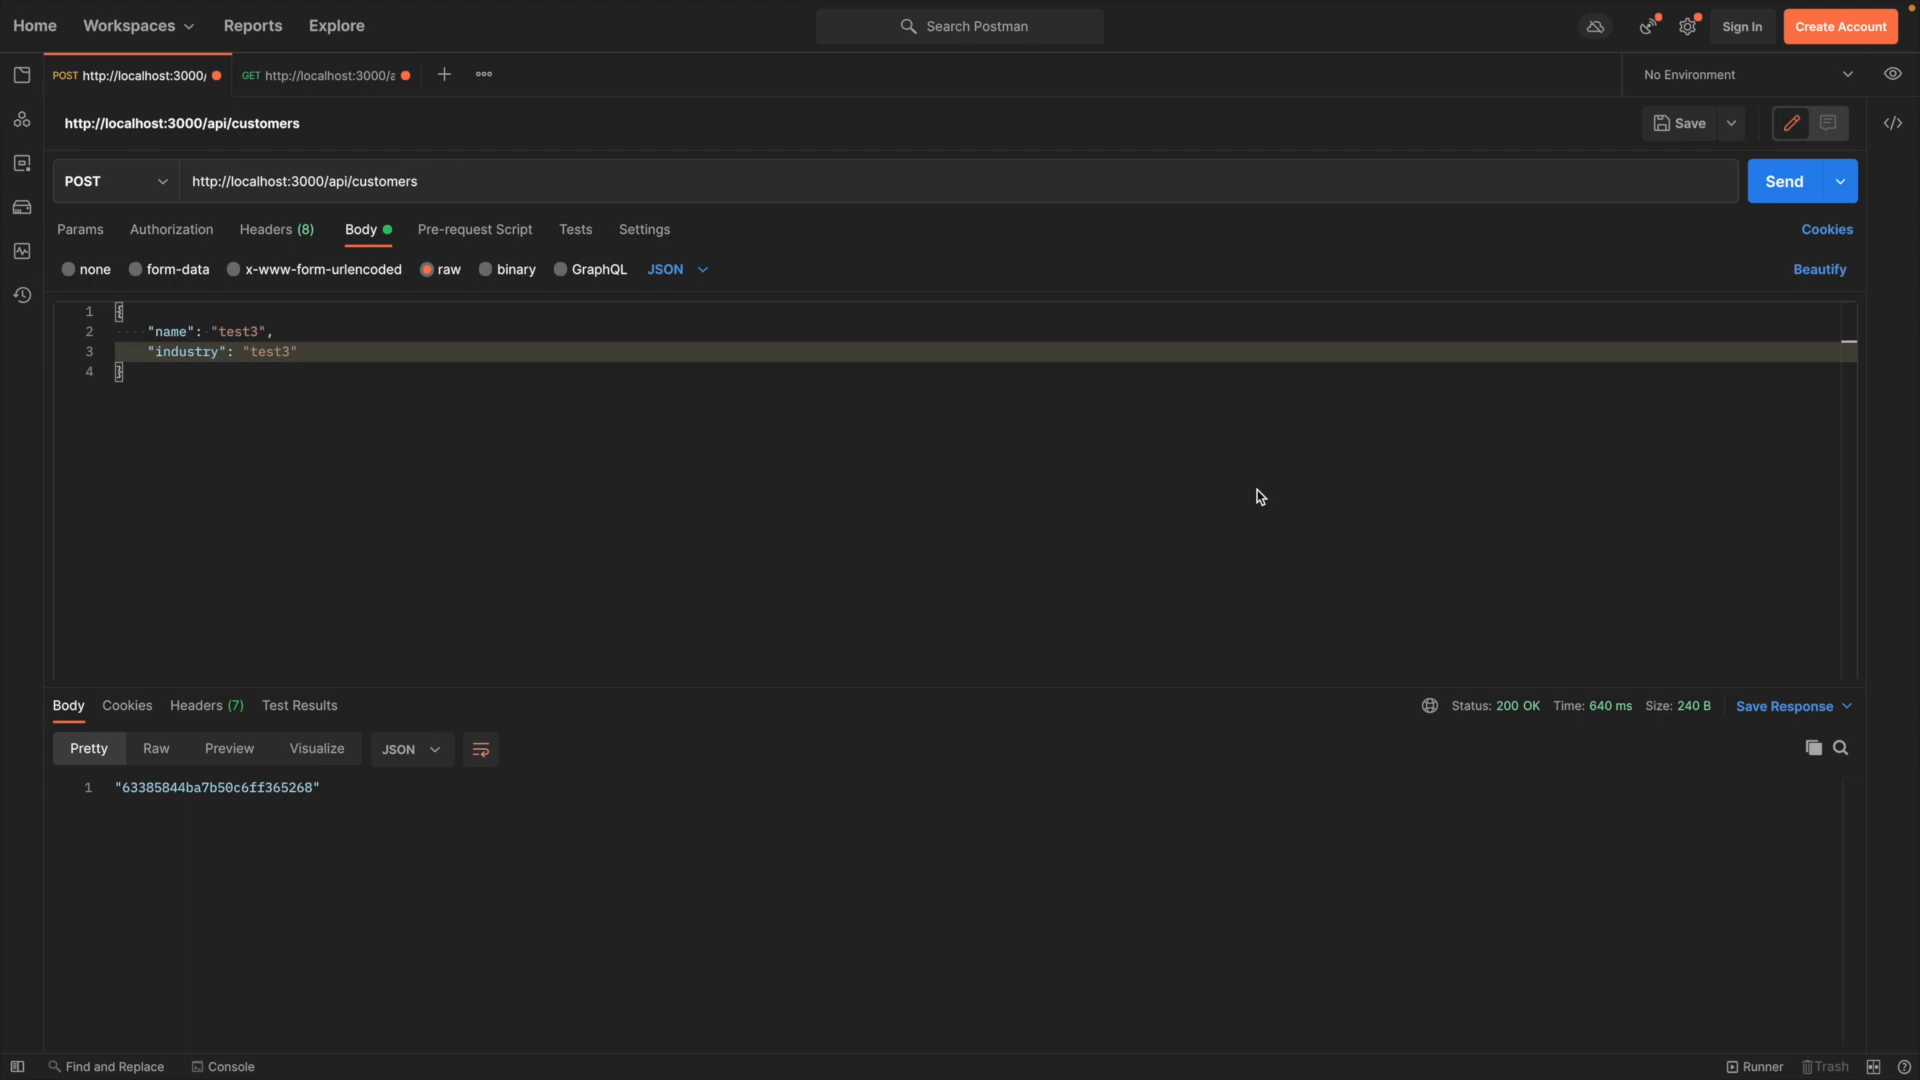 Home Workspaces Reports Explore Search Postman Sign In Create Account
POST http://localhost:3000/ GET http://localhost:3000/a No Environment
http://localhost:3000/api/customers Save
POST http://localhost:3000/api/customers Send
Params Authorization Headers (8) Body Pre-request Script Tests Settings Cookies
none form-data x-www-form-urlencoded raw binary GraphQL JSON Beautify
1 {
2 "name": "test3",
3 "industry": "test3"
4 }
Body Cookies Headers (7) Test Results Status: 200 OK Time: 640 ms Size: 240 B Save Response
Pretty Raw Preview Visualize JSON
1 "63385844ba7b50c6ff365268"
Find and Replace Console Runner Trash